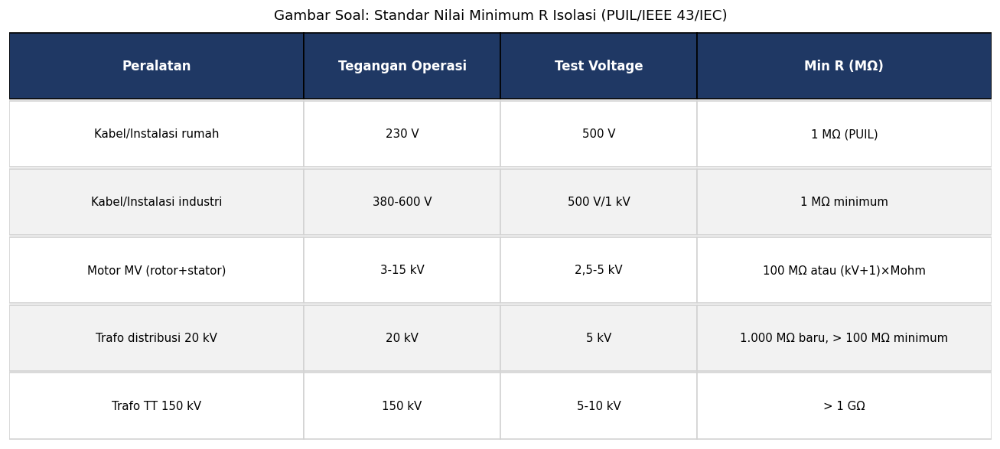 Gambar Soal: Standar Nilai Minimum R Isolasi (PUIL/IEEE 43/IEC)
Peralatan Tegangan Operasi Test Voltage Min R (MΩ)
Kabel/Instalasi rumah 230 V 500 V 1 MΩ (PUIL)
Kabel/Instalasi industri 380-600 V 500 V/1 kV 1 MΩ minimum
Motor MV (rotor+stator) 3-15 kV 2,5-5 kV 100 MΩ atau (kV+1)×Mohm
Trafo distribusi 20 kV 20 kV 5 kV 1.000 MΩ baru, > 100 MΩ minimum
Trafo TT 150 kV 150 kV 5-10 kV > 1 GΩ